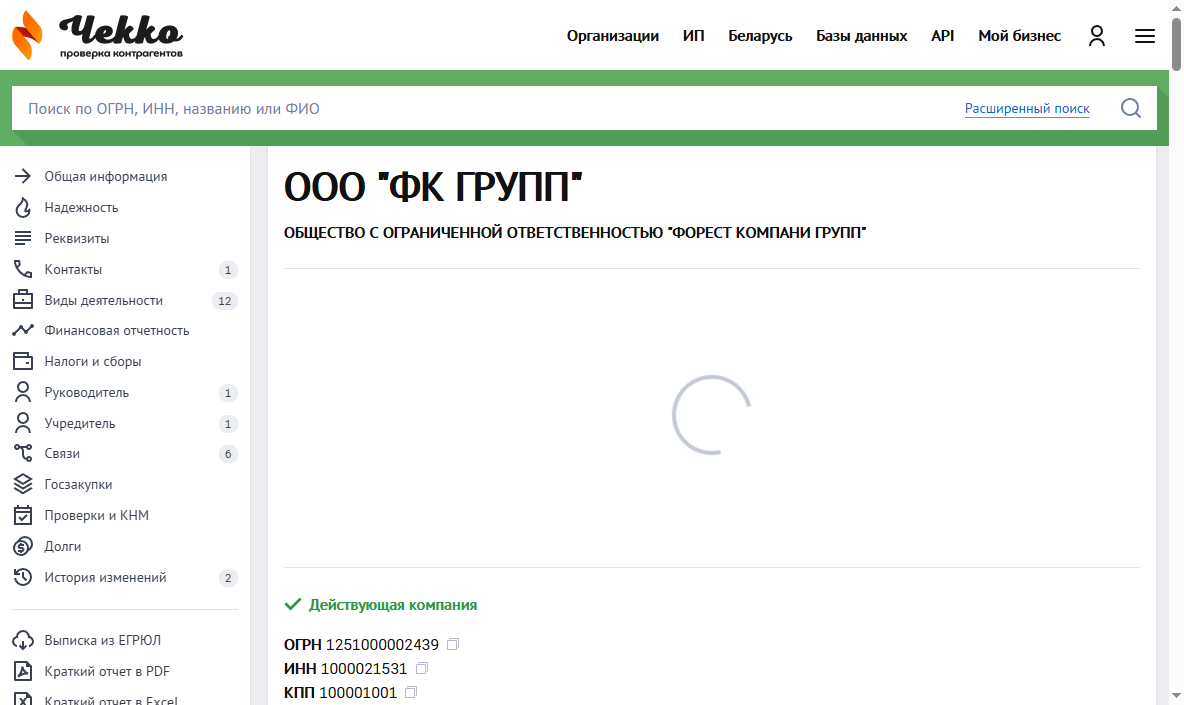 Чекко
проверка контрагентов
Организации
ИП
Беларусь
Базы данных
API
Мой бизнес
Поиск по ОГРН, ИНН, названию или ФИО
Расширенный поиск
Общая информация
Надежность
Реквизиты
Контакты 1
Виды деятельности 12
Финансовая отчетность
Налоги и сборы
Руководитель 1
Учредитель 1
Связи 6
Госзакупки
Проверки и КНМ
Долги
История изменений 2
Выписка из ЕГРЮЛ
Краткий отчет в PDF
Краткий отчет в Excel
ООО "ФК ГРУПП"
ОБЩЕСТВО С ОГРАНИЧЕННОЙ ОТВЕТСТВЕННОСТЬЮ "ФОРЕСТ КОМПАНИ ГРУПП"
Действующая компания
ОГРН 1251000002439
ИНН 1000021531
КПП 100001001